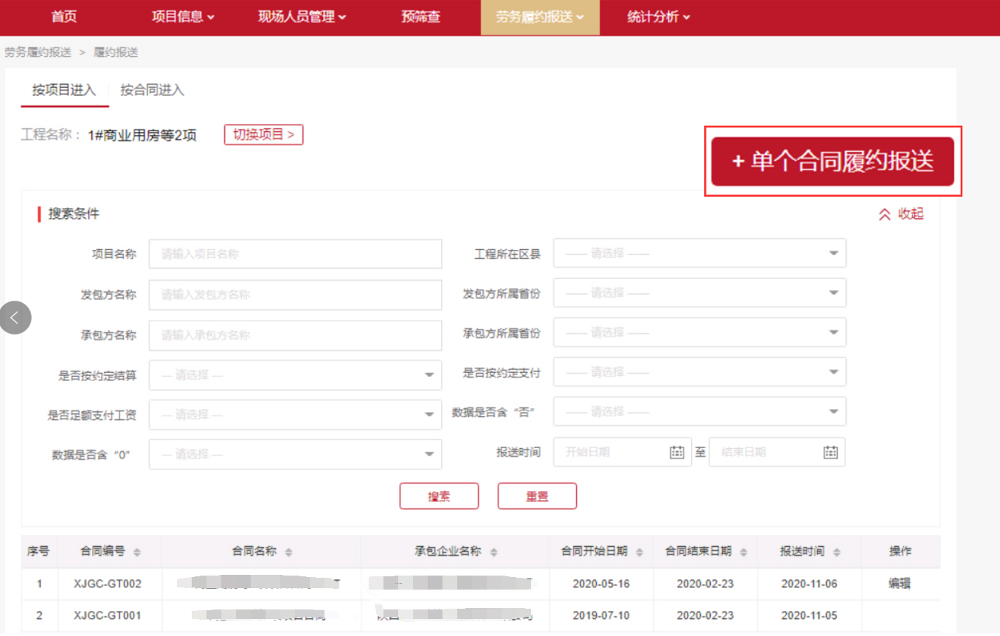 首页 项目信息 现场人员管理 预筛查 劳务履约报送 统计分析
劳务履约报送 > 履约报送
按项目进入 按合同进入
工程名称： 1#商业用房等2项 切换项目 >
+ 单个合同履约报送
搜索条件 收起
项目名称 请输入项目名称 工程所在区县 —— 请选择 ——
发包方名称 请输入发包方名称 发包方所属省份 —— 请选择 ——
承包方名称 请输入承包方名称 承包方所属省份 —— 请选择 ——
是否按约定结算 — 请选择 — 是否按约定支付 —— 请选择 ——
是否足额支付工资 — 请选择 — 数据是否含“否” —— 请选择 ——
数据是否含“0” — 请选择 — 报送时间 开始日期 至 结束日期
搜索 重置
序号 合同编号 合同名称 承包企业名称 合同开始日期 合同结束日期 报送时间 操作
1 XJGC-GT002 2020-05-16 2020-02-23 2020-11-06 编辑
2 XJGC-GT001 2019-07-10 2020-02-23 2020-11-05